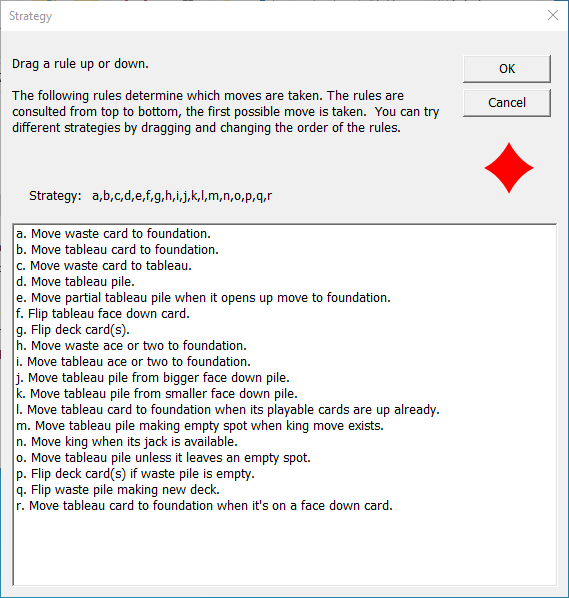 Strategy
Drag a rule up or down.
OK
The following rules determine which moves are taken. The rules are
consulted from top to bottom, the first possible move is taken.  You can try
different strategies by dragging and changing the order of the rules.
Cancel
Strategy:   a,b,c,d,e,f,g,h,i,j,k,l,m,n,o,p,q,r
a. Move waste card to foundation.
b. Move tableau card to foundation.
c. Move waste card to tableau.
d. Move tableau pile.
e. Move partial tableau pile when it opens up move to foundation.
f. Flip tableau face down card.
g. Flip deck card(s).
h. Move waste ace or two to foundation.
i. Move tableau ace or two to foundation.
j. Move tableau pile from bigger face down pile.
k. Move tableau pile from smaller face down pile.
l. Move tableau card to foundation when its playable cards are up already.
m. Move tableau pile making empty spot when king move exists.
n. Move king when its jack is available.
o. Move tableau pile unless it leaves an empty spot.
p. Flip deck card(s) if waste pile is empty.
q. Flip waste pile making new deck.
r. Move tableau card to foundation when it's on a face down card.